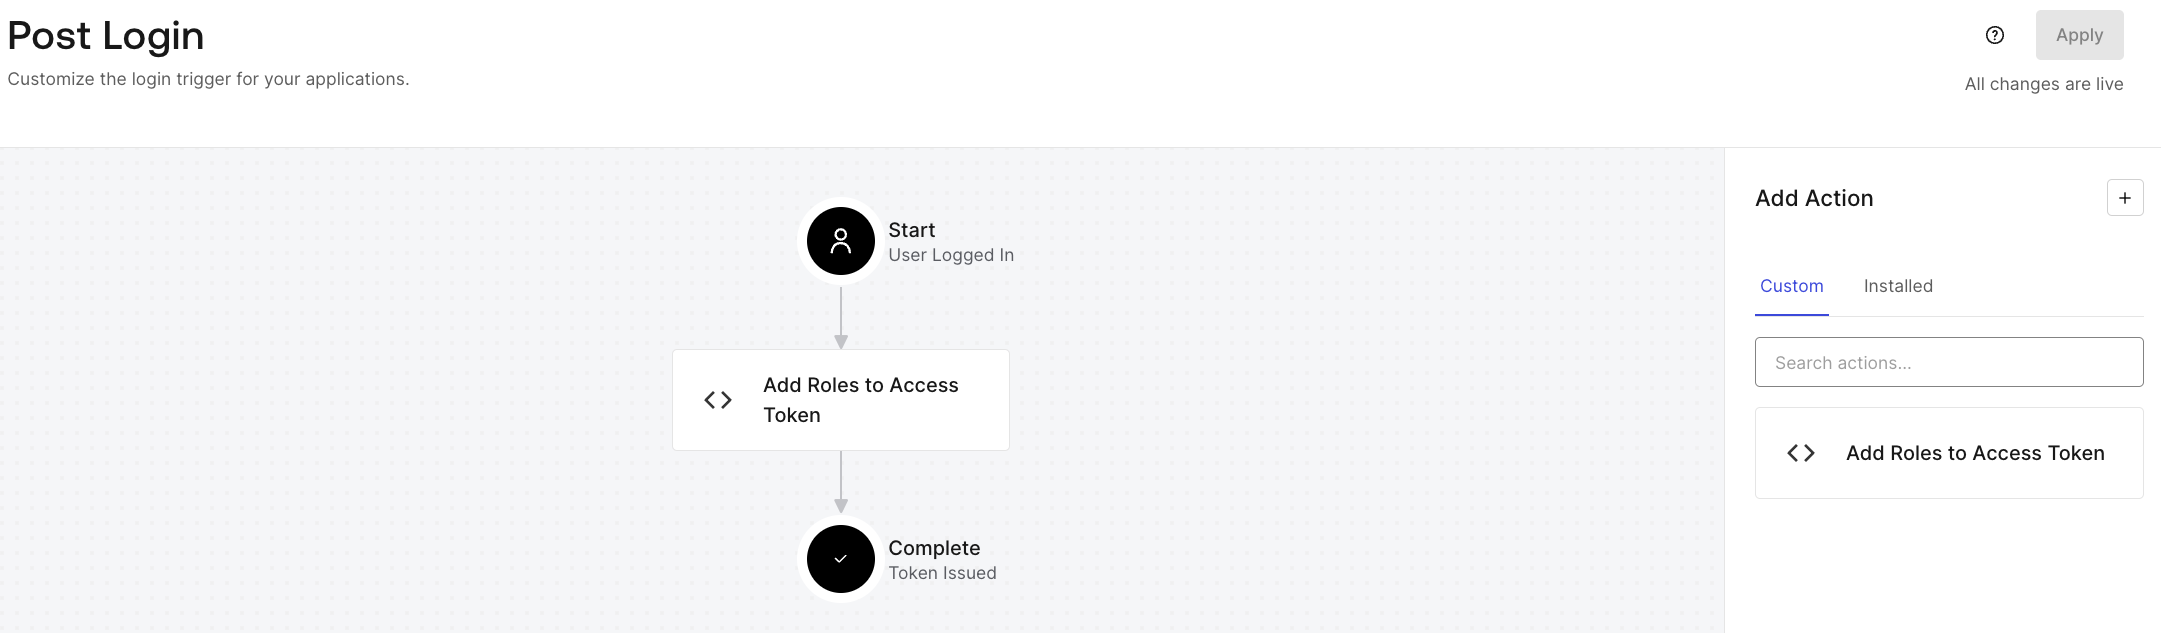 Post Login
Customize the login trigger for your applications.
Apply
All changes are live
Start
User Logged In
Add Roles to Access
Token
Complete
Token Issued
Add Action
Custom
Installed
Search actions...
Add Roles to Access Token